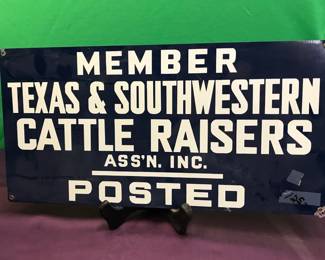 MEMBER
TEXAS & SOUTHWESTERN
CATTLE RAISERS
ASS'N. INC.
POSTED